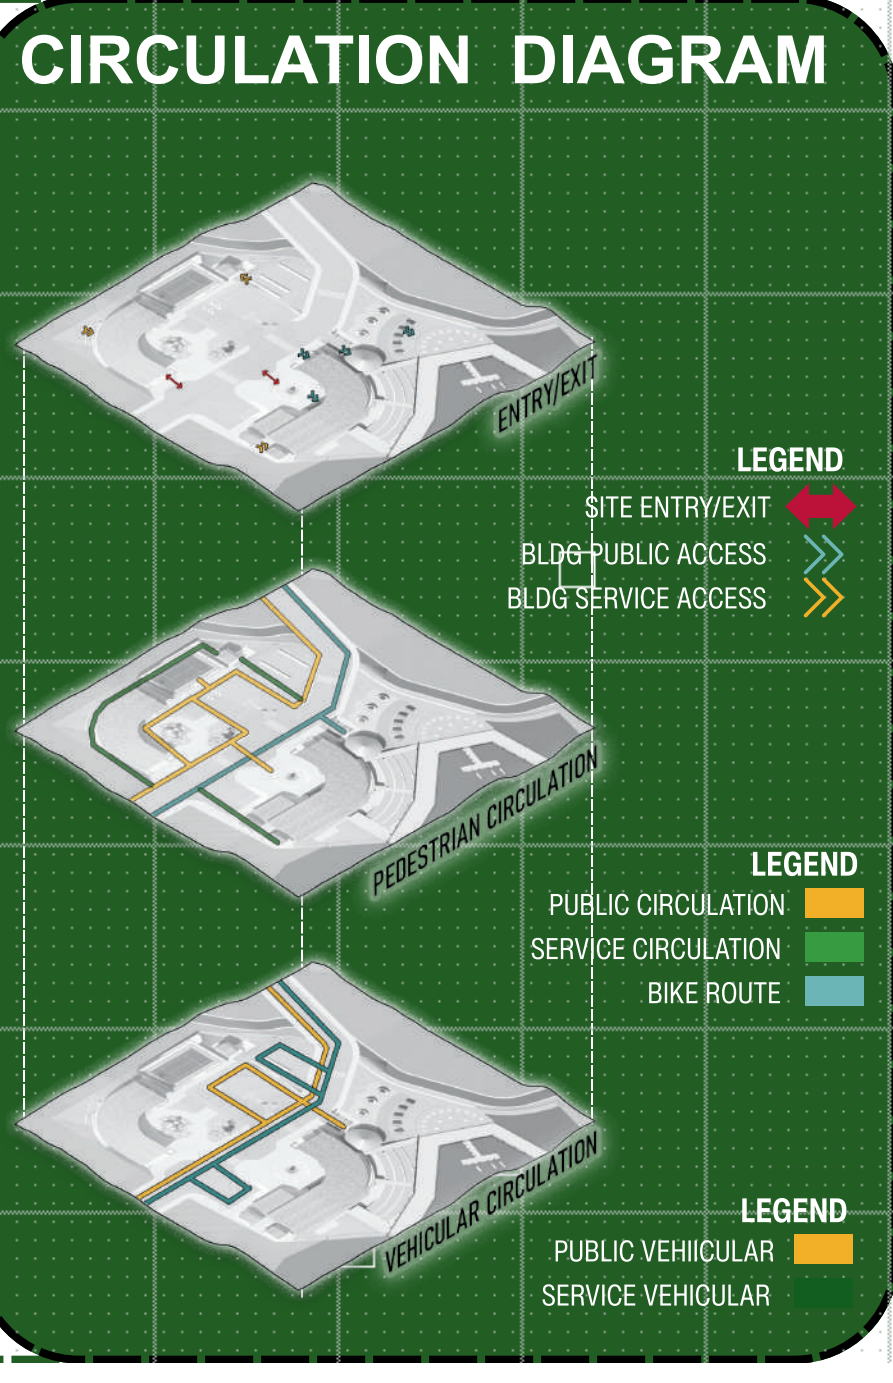 CIRCULATION DIAGRAM
ENTRY/EXIT
LEGEND
SITE ENTRY/EXIT
BLDG PUBLIC ACCESS
BLDG SERVICE ACCESS
PEDESTRIAN CIRCULATION
LEGEND
PUBLIC CIRCULATION
SERVICE CIRCULATION
BIKE ROUTE
VEHICULAR CIRCULATION
LEGEND
PUBLIC VEHIICULAR
SERVICE VEHICULAR